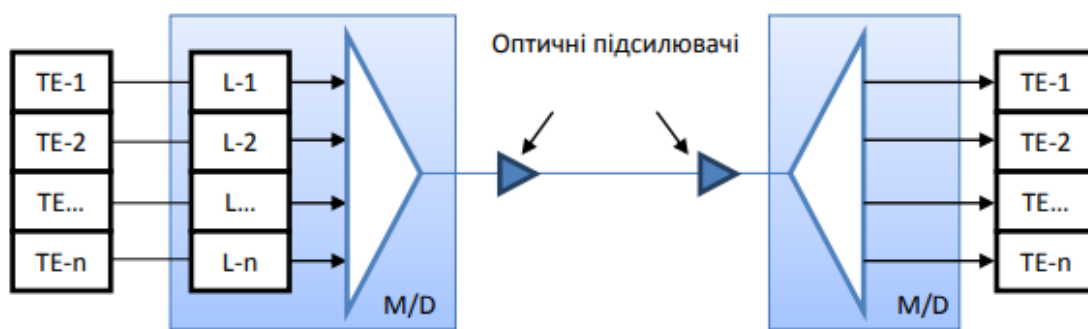 Оптичні підсилювачі
TE-1
TE-2
TE...
TE-n
L-1
L-2
L...
L-n
M/D
M/D
TE-1
TE-2
TE...
TE-n